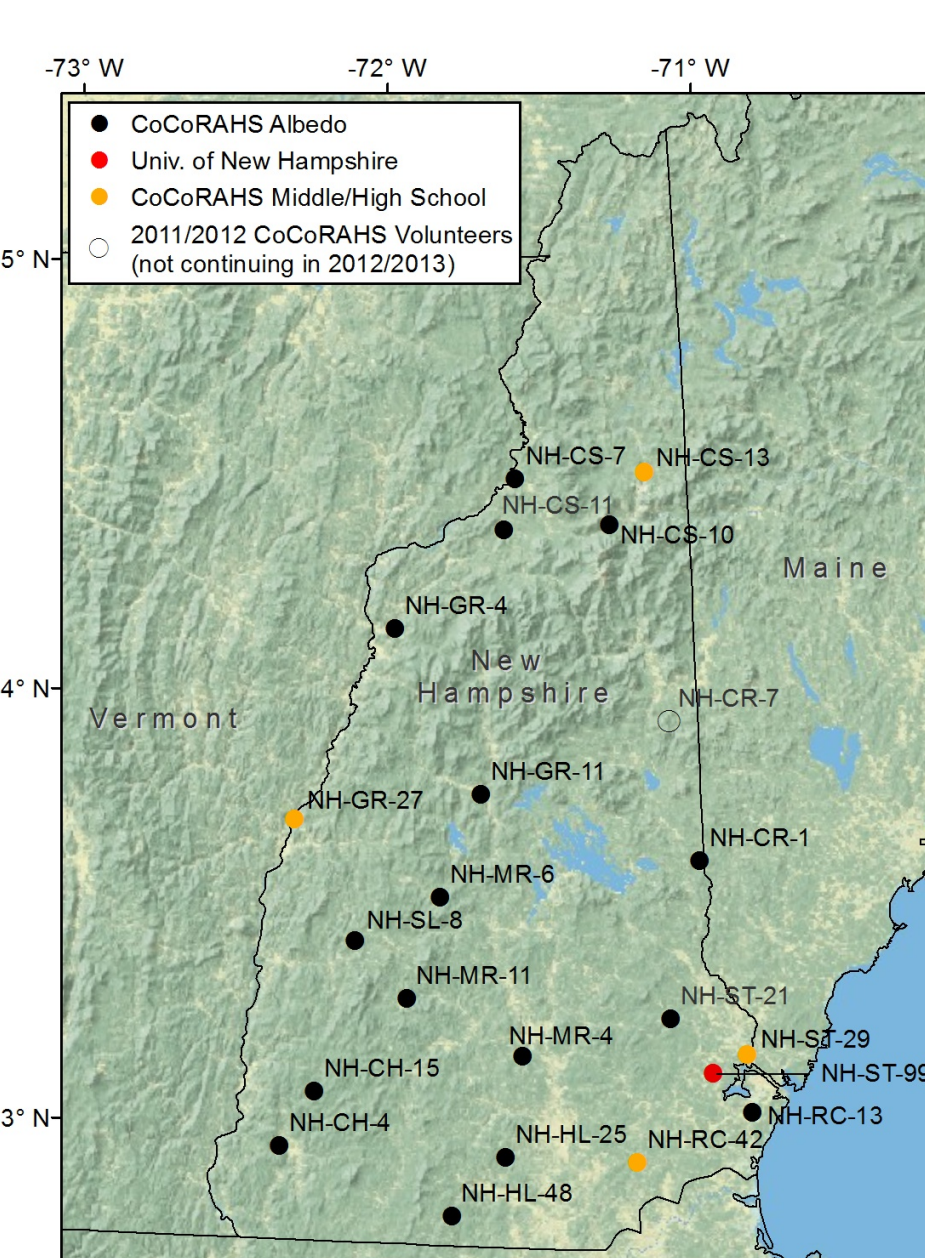 -73° W -72° W -71° W
CoCoRAHS Albedo
Univ. of New Hampshire
CoCoRAHS Middle/High School
2011/2012 CoCoRAHS Volunteers
(not continuing in 2012/2013)
5° N
NH-CS-7
NH-CS-13
NH-CS-11
NH-CS-10
Maine
NH-GR-4
New
Hampshire
4° N
NH-CR-7
Vermont
NH-GR-11
NH-GR-27
NH-CR-1
NH-MR-6
NH-SL-8
NH-MR-11
NH-ST-21
NH-MR-4
NH-ST-29
NH-CH-15
NH-ST-99
3° N
NH-RC-13
NH-CH-4
NH-HL-25
NH-RC-42
NH-HL-48